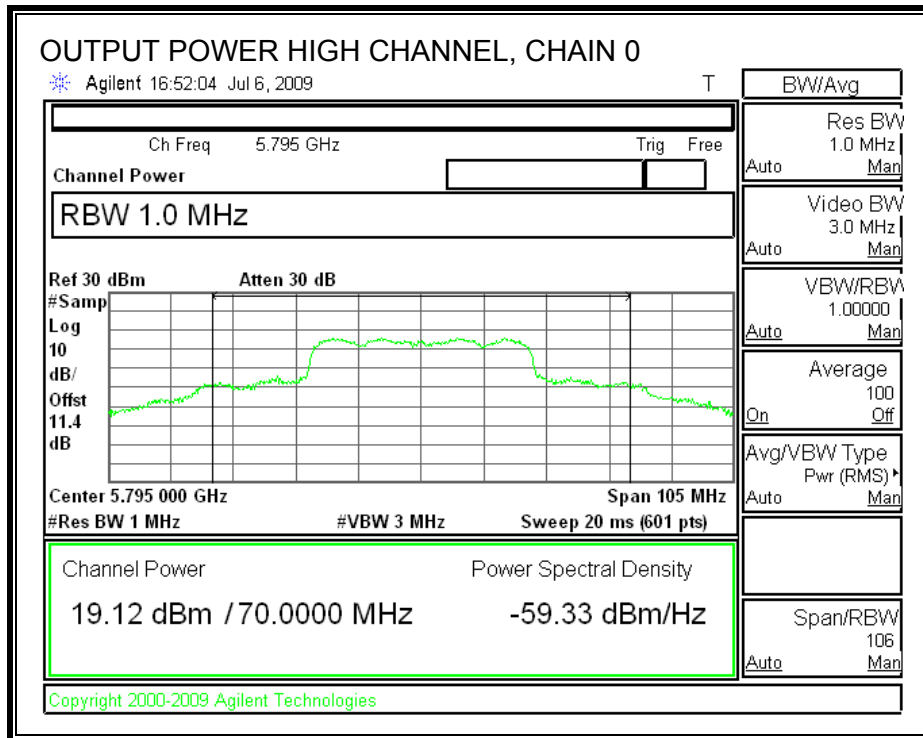 OUTPUT POWER HIGH CHANNEL, CHAIN 0
Agilent 16:52:04 Jul 6, 2009 T
Ch Freq 5.795 GHz Trig Free
Channel Power
RBW 1.0 MHz
Ref 30 dBm Atten 30 dB
#Samp
Log
10
dB/
Offst
11.4
dB
Center 5.795 000 GHz Span 105 MHz
#Res BW 1 MHz #VBW 3 MHz Sweep 20 ms (601 pts)
Channel Power Power Spectral Density
19.12 dBm / 70.0000 MHz -59.33 dBm/Hz
Copyright 2000-2009 Agilent Technologies
BW/Avg
Res BW
1.0 MHz
Auto Man
Video BW
3.0 MHz
Auto Man
VBW/RBW
1.00000
Auto Man
Average
100
On Off
Avg/VBW Type
Pwr (RMS)
Auto Man
Span/RBW
106
Auto Man